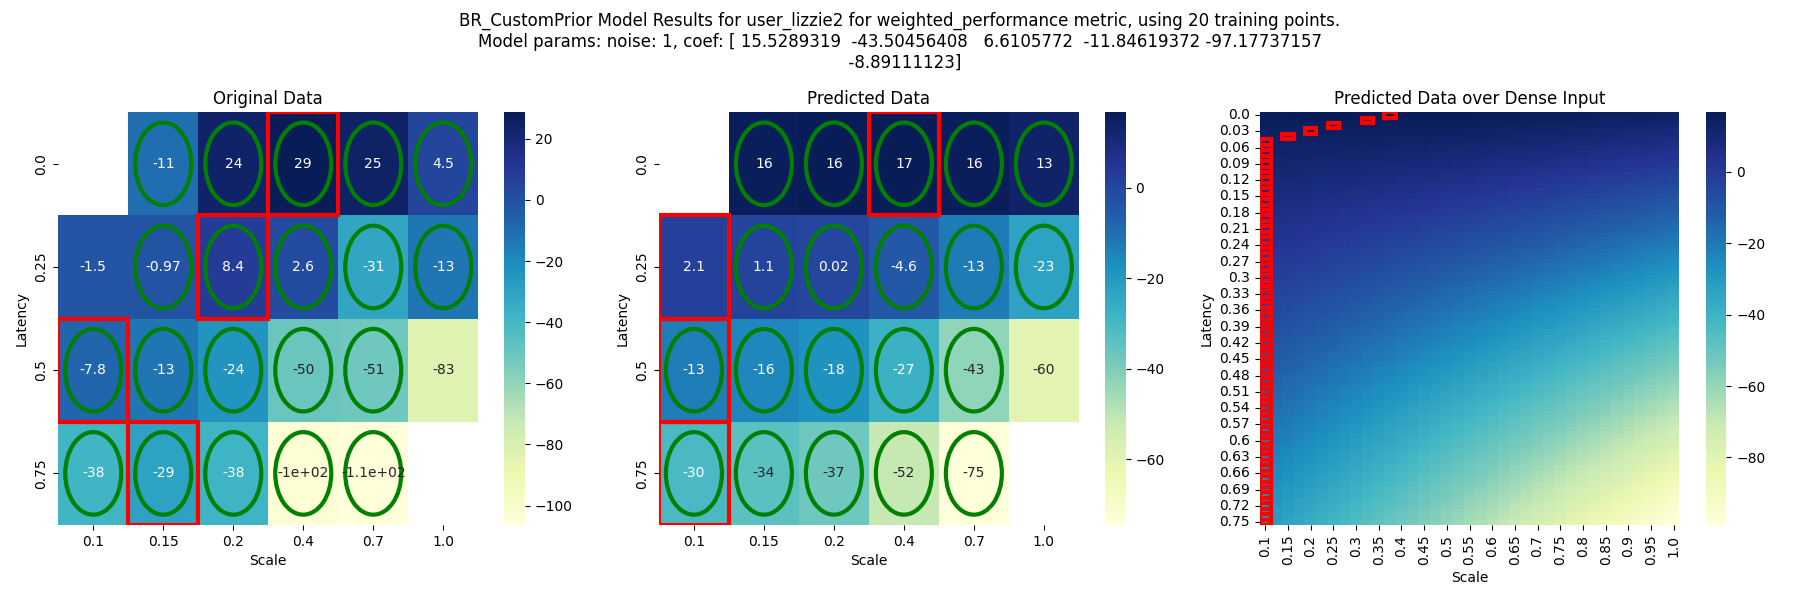 BR_CustomPrior Model Results for user_lizzie2 for weighted_performance metric, using 20 training points.
Model params: noise: 1, coef: [ 15.5289319  -43.50456408   6.6105772  -11.84619372 -97.17737157
-8.89111123]
Original Data
0.0
-11 24 29 25 4.5
0.25
-1.5 -0.97 8.4 2.6 -31 -13
0.5
-7.8 -13 -24 -50 -51 -83
0.75
-38 -29 -38 -1e+02 -1.1e+02
Latency
0.1 0.15 0.2 0.4 0.7 1.0
Scale
20
0
−20
−40
−60
−80
−100
Predicted Data
0.0
16 16 17 16 13
0.25
2.1 1.1 0.02 -4.6 -13 -23
0.5
-13 -16 -18 -27 -43 -60
0.75
-30 -34 -37 -52 -75
Latency
0.1 0.15 0.2 0.4 0.7 1.0
Scale
0
−20
−40
−60
Predicted Data over Dense Input
0.0
0.03
0.06
0.09
0.12
0.15
0.18
0.21
0.24
0.27
0.3
0.33
0.36
0.39
0.42
0.45
0.48
0.51
0.54
0.57
0.6
0.63
0.66
0.69
0.72
0.75
Latency
0.1 0.15 0.2 0.25 0.3 0.35 0.4 0.45 0.5 0.55 0.6 0.65 0.7 0.75 0.8 0.85 0.9 0.95 1.0
Scale
0
−20
−40
−60
−80